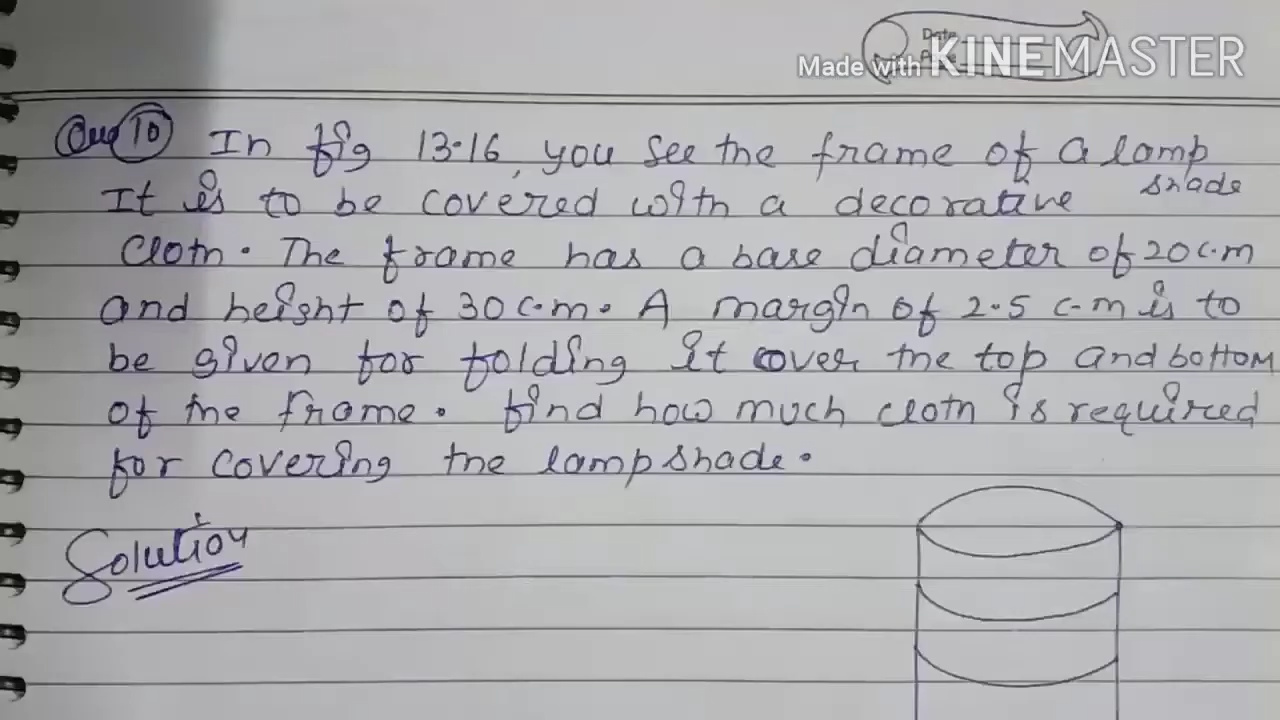 Date
Made with KINEMASTER
Que 10 In fig 13.16, you see the frame of a lamp
shade
It is to be covered with a decorative
cloth. The frame has a base diameter of 20 c.m
and height of 30 c.m. A margin of 2.5 c-m is to
be given for folding it over the top and bottom
of the frame. find how much cloth is required
for covering the lampshade.
Solution